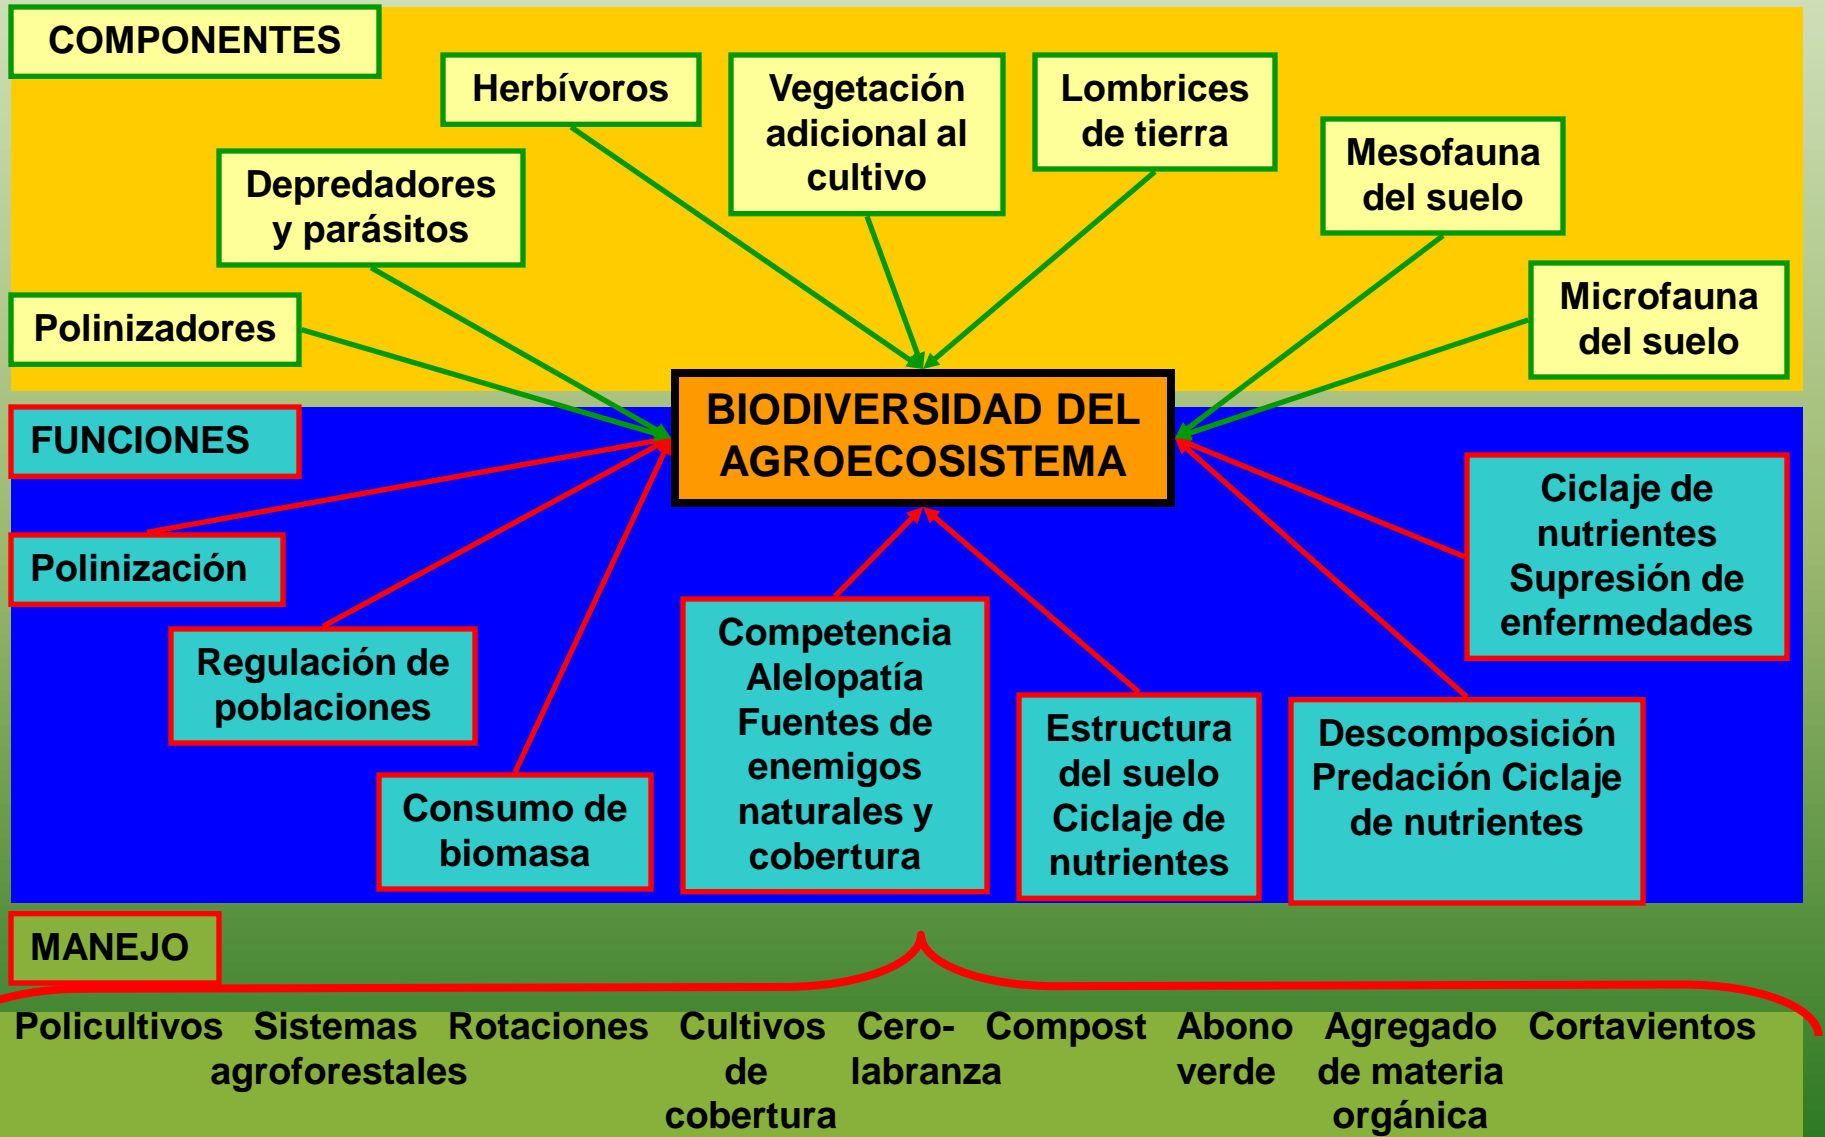 COMPONENTES
Herbívoros
Vegetación
adicional al
cultivo
Lombrices
de tierra
Mesofauna
del suelo
Depredadores
y parásitos
Microfauna
del suelo
Polinizadores
BIODIVERSIDAD DEL
AGROECOSISTEMA
FUNCIONES
Polinización
Regulación de
poblaciones
Consumo de
biomasa
Competencia
Alelopatía
Fuentes de
enemigos
naturales y
cobertura
Estructura
del suelo
Ciclaje de
nutrientes
Descomposición
Predación Ciclaje
de nutrientes
Ciclaje de
nutrientes
Supresión de
enfermedades
MANEJO
Policultivos
Sistemas
agroforestales
Rotaciones
Cultivos
de
cobertura
Cero-
labranza
Compost
Abono
verde
Agregado
de materia
orgánica
Cortavientos